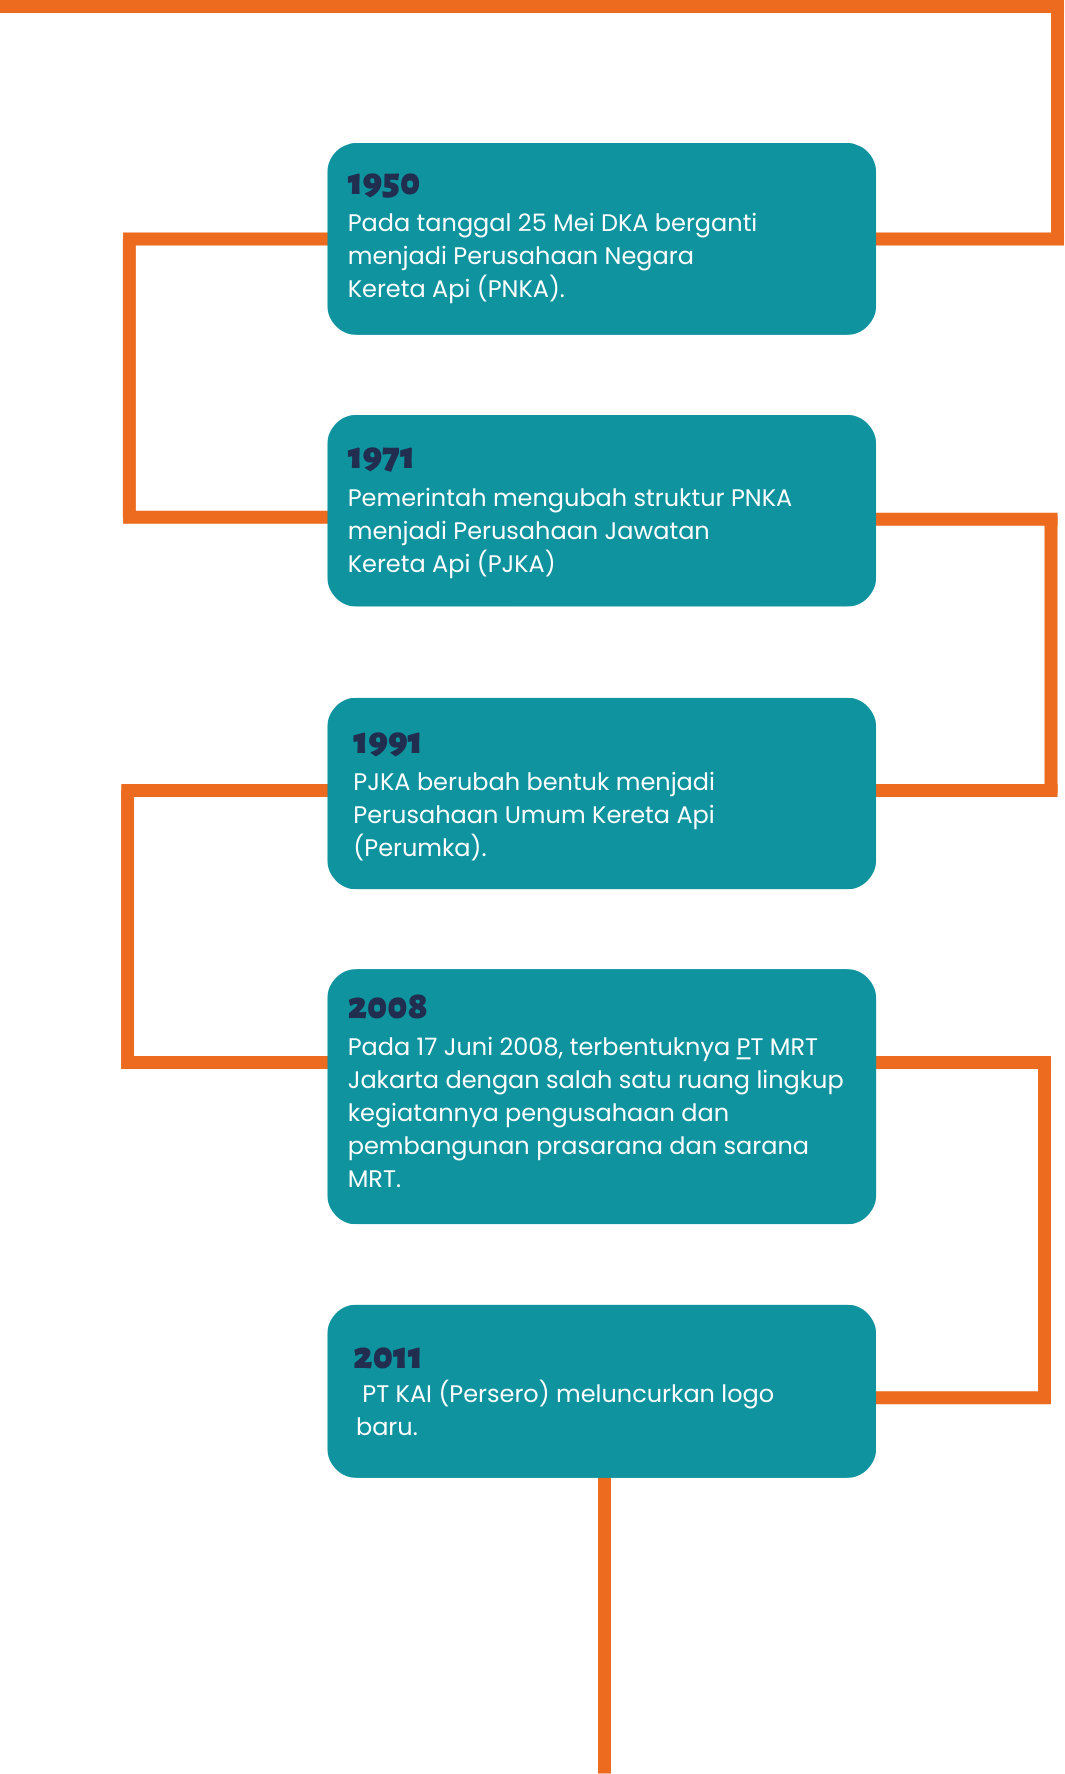 1950
Pada tanggal 25 Mei DKA berganti
menjadi Perusahaan Negara
Kereta Api (PNKA).
1971
Pemerintah mengubah struktur PNKA
menjadi Perusahaan Jawatan
Kereta Api (PJKA)
1991
PJKA berubah bentuk menjadi
Perusahaan Umum Kereta Api
(Perumka).
2008
Pada 17 Juni 2008, terbentuknya PT MRT
Jakarta dengan salah satu ruang lingkup
kegiatannya pengusahaan dan
pembangunan prasarana dan sarana
MRT.
2011
PT KAI (Persero) meluncurkan logo
baru.